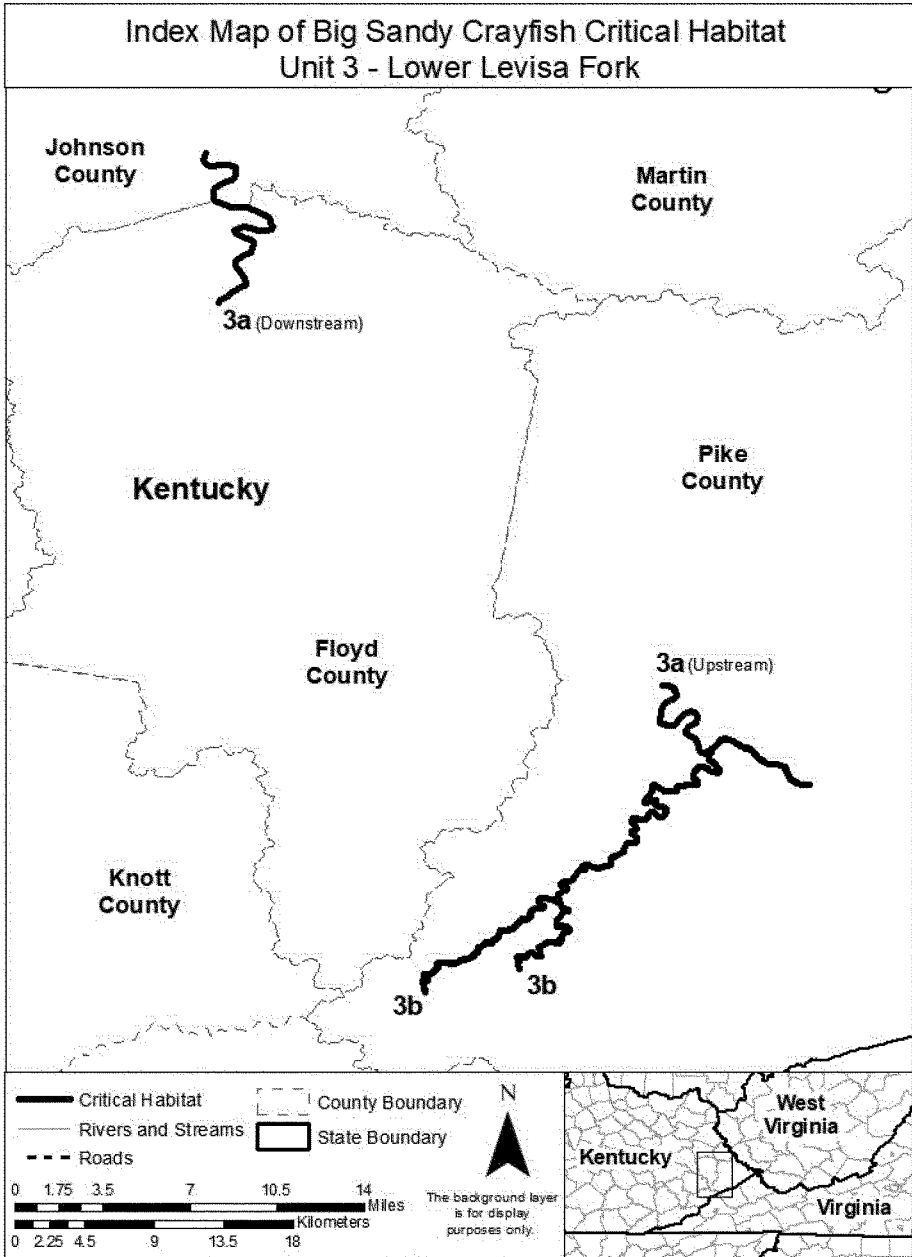 Index Map of Big Sandy Crayfish Critical Habitat
Unit 3 - Lower Levisa Fork
Johnson
County
Martin
County
3a (Downstream)
Kentucky
Pike
County
Floyd
County
3a (Upstream)
Knott
County
3b
3b
Critical Habitat
Rivers and Streams
Roads
County Boundary
State Boundary
0 1.75 3.5 7 10.5 14
Miles
Kilometers
0 2.25 4.5 9 13.5 18
N
The background layer
is for display
purposes only.
West
Virginia
Kentucky
Virginia